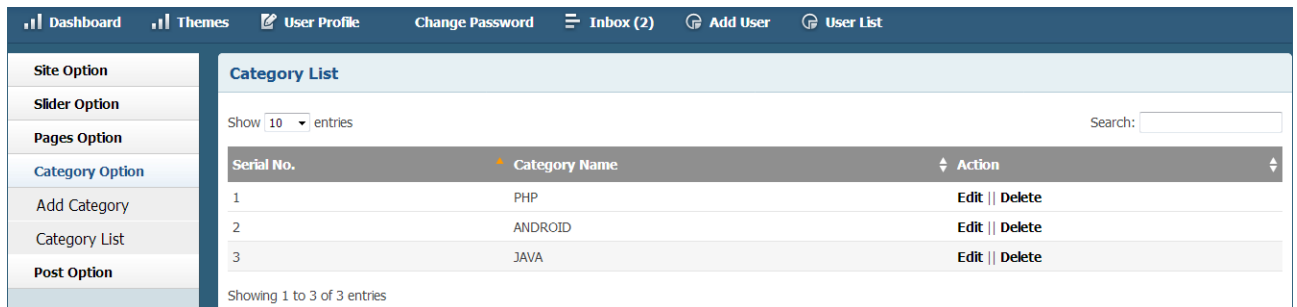 Dashboard Themes User Profile Change Password Inbox (2) Add User User List
Site Option
Slider Option
Pages Option
Category Option
Add Category
Category List
Post Option
Category List
Show 10 entries Search:
Serial No. Category Name Action
1 PHP Edit || Delete
2 ANDROID Edit || Delete
3 JAVA Edit || Delete
Showing 1 to 3 of 3 entries